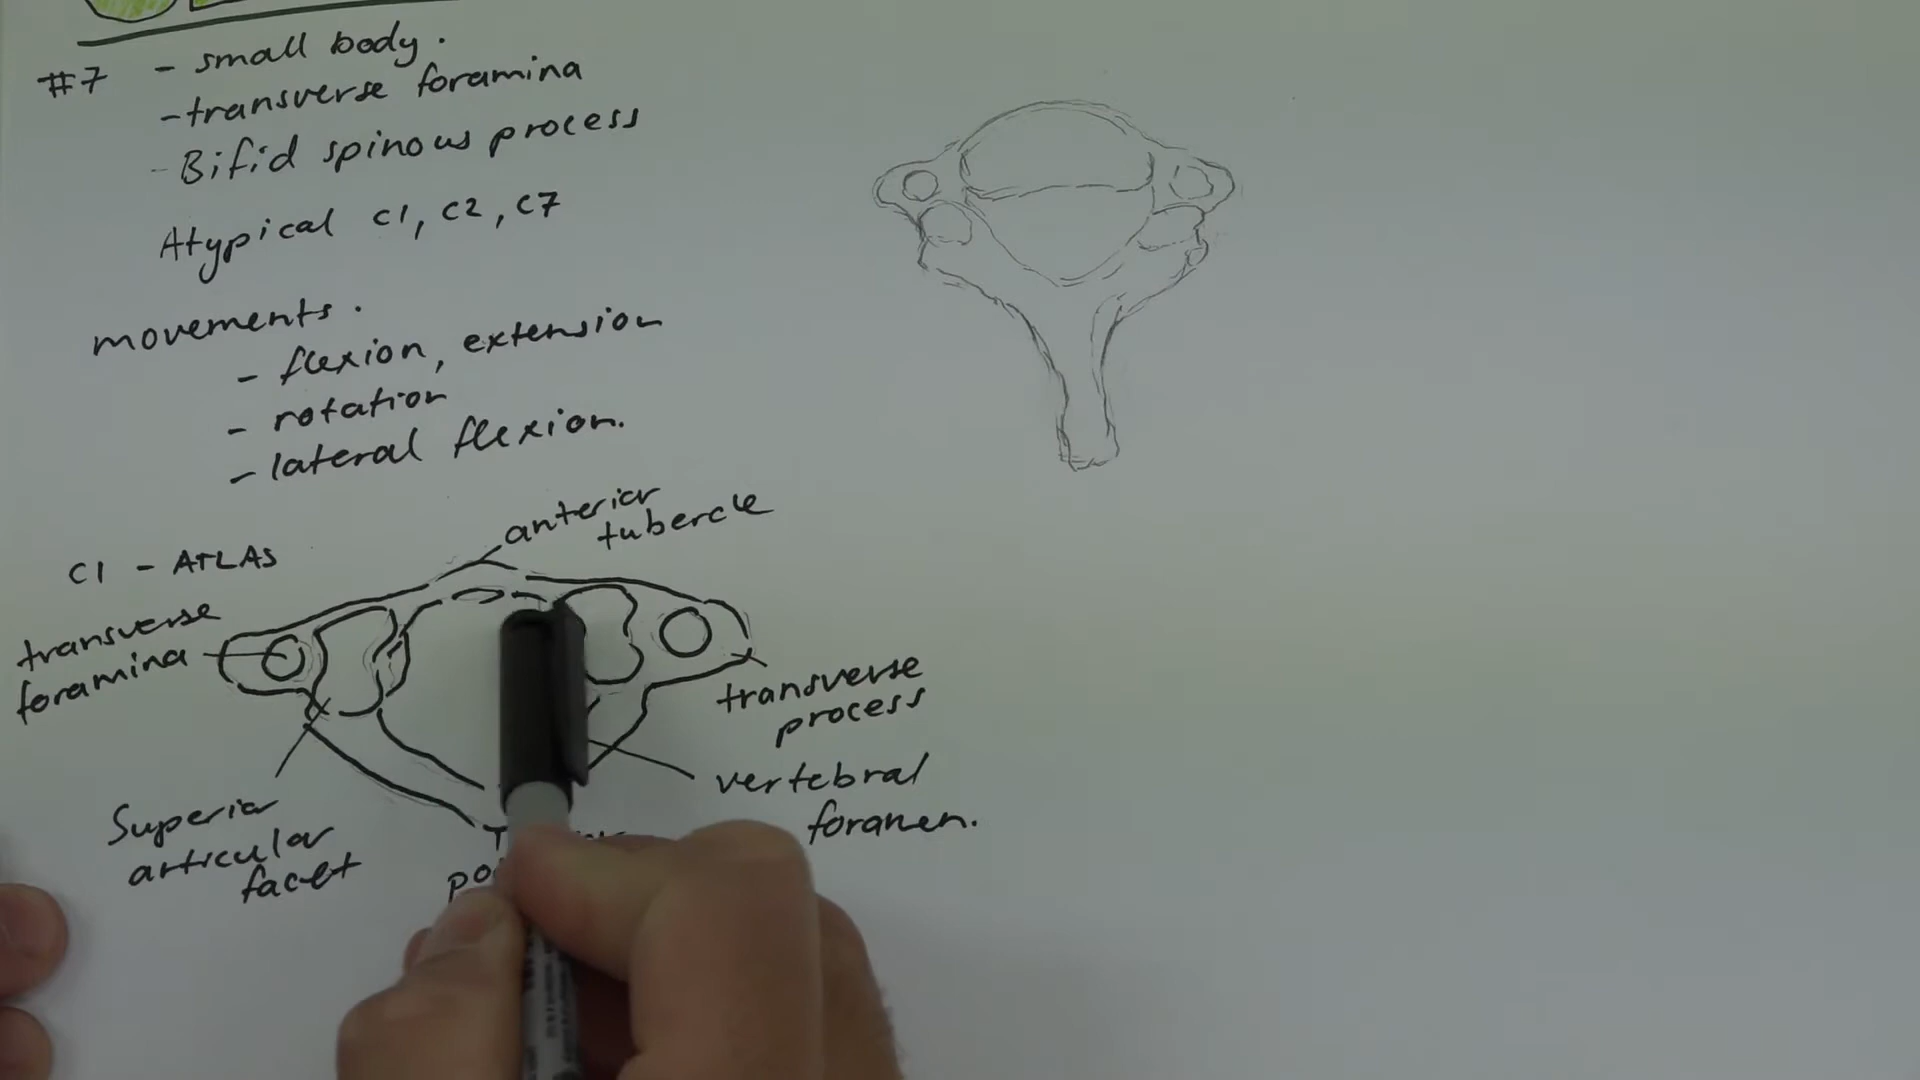 #7 - small body.
- transverse foramina
- Bifid spinous process
Atypical C1, C2, C7
movements.
- flexion, extension
- rotation
- lateral flexion.
anterior
tubercle
C1 - ATLAS
transverse
foramina
transverse
process
vertebral
foramen.
Superior
articular
facet